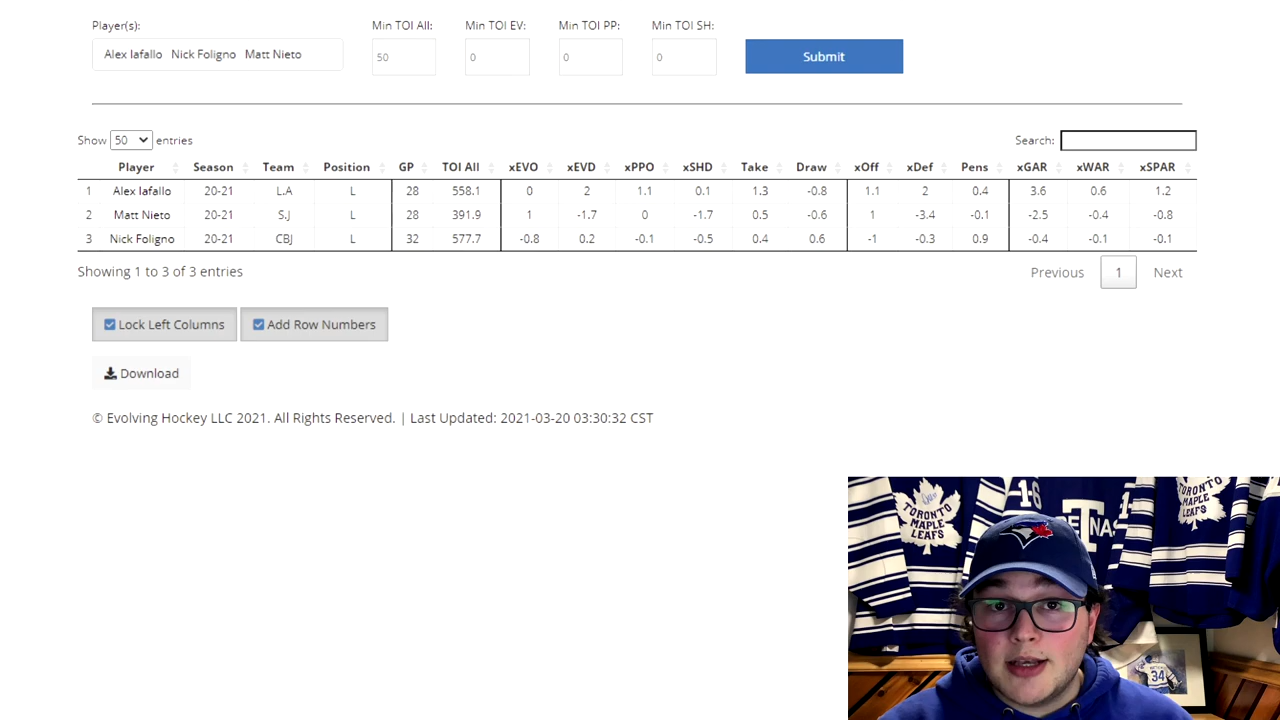 Player(s): Min TOI All: Min TOI EV: Min TOI PP: Min TOI SH:
Alex Iafallo Nick Foligno Matt Nieto 50 0 0 0 Submit
Show 50 entries Search:
Player Season Team Position GP TOI All xEVO xEVD xPPO xSHD Take Draw xOff xDef Pens xGAR xWAR xSPAR
1 Alex Iafallo 20-21 L.A L 28 558.1 0 2 1.1 0.1 1.3 -0.8 1.1 2 0.4 3.6 0.6 1.2
2 Matt Nieto 20-21 S.J L 28 391.9 1 -1.7 0 -1.7 0.5 -0.6 1 -3.4 -0.1 -2.5 -0.4 -0.8
3 Nick Foligno 20-21 CBJ L 32 577.7 -0.8 0.2 -0.1 -0.5 0.4 0.6 -1 -0.3 0.9 -0.4 -0.1 -0.1
Showing 1 to 3 of 3 entries Previous 1 Next
Lock Left Columns Add Row Numbers
Download
© Evolving Hockey LLC 2021. All Rights Reserved. | Last Updated: 2021-03-20 03:30:32 CST
TORONTO
MAPLE
LEAFS
TORONTO
MAPLE
LEAFS
34